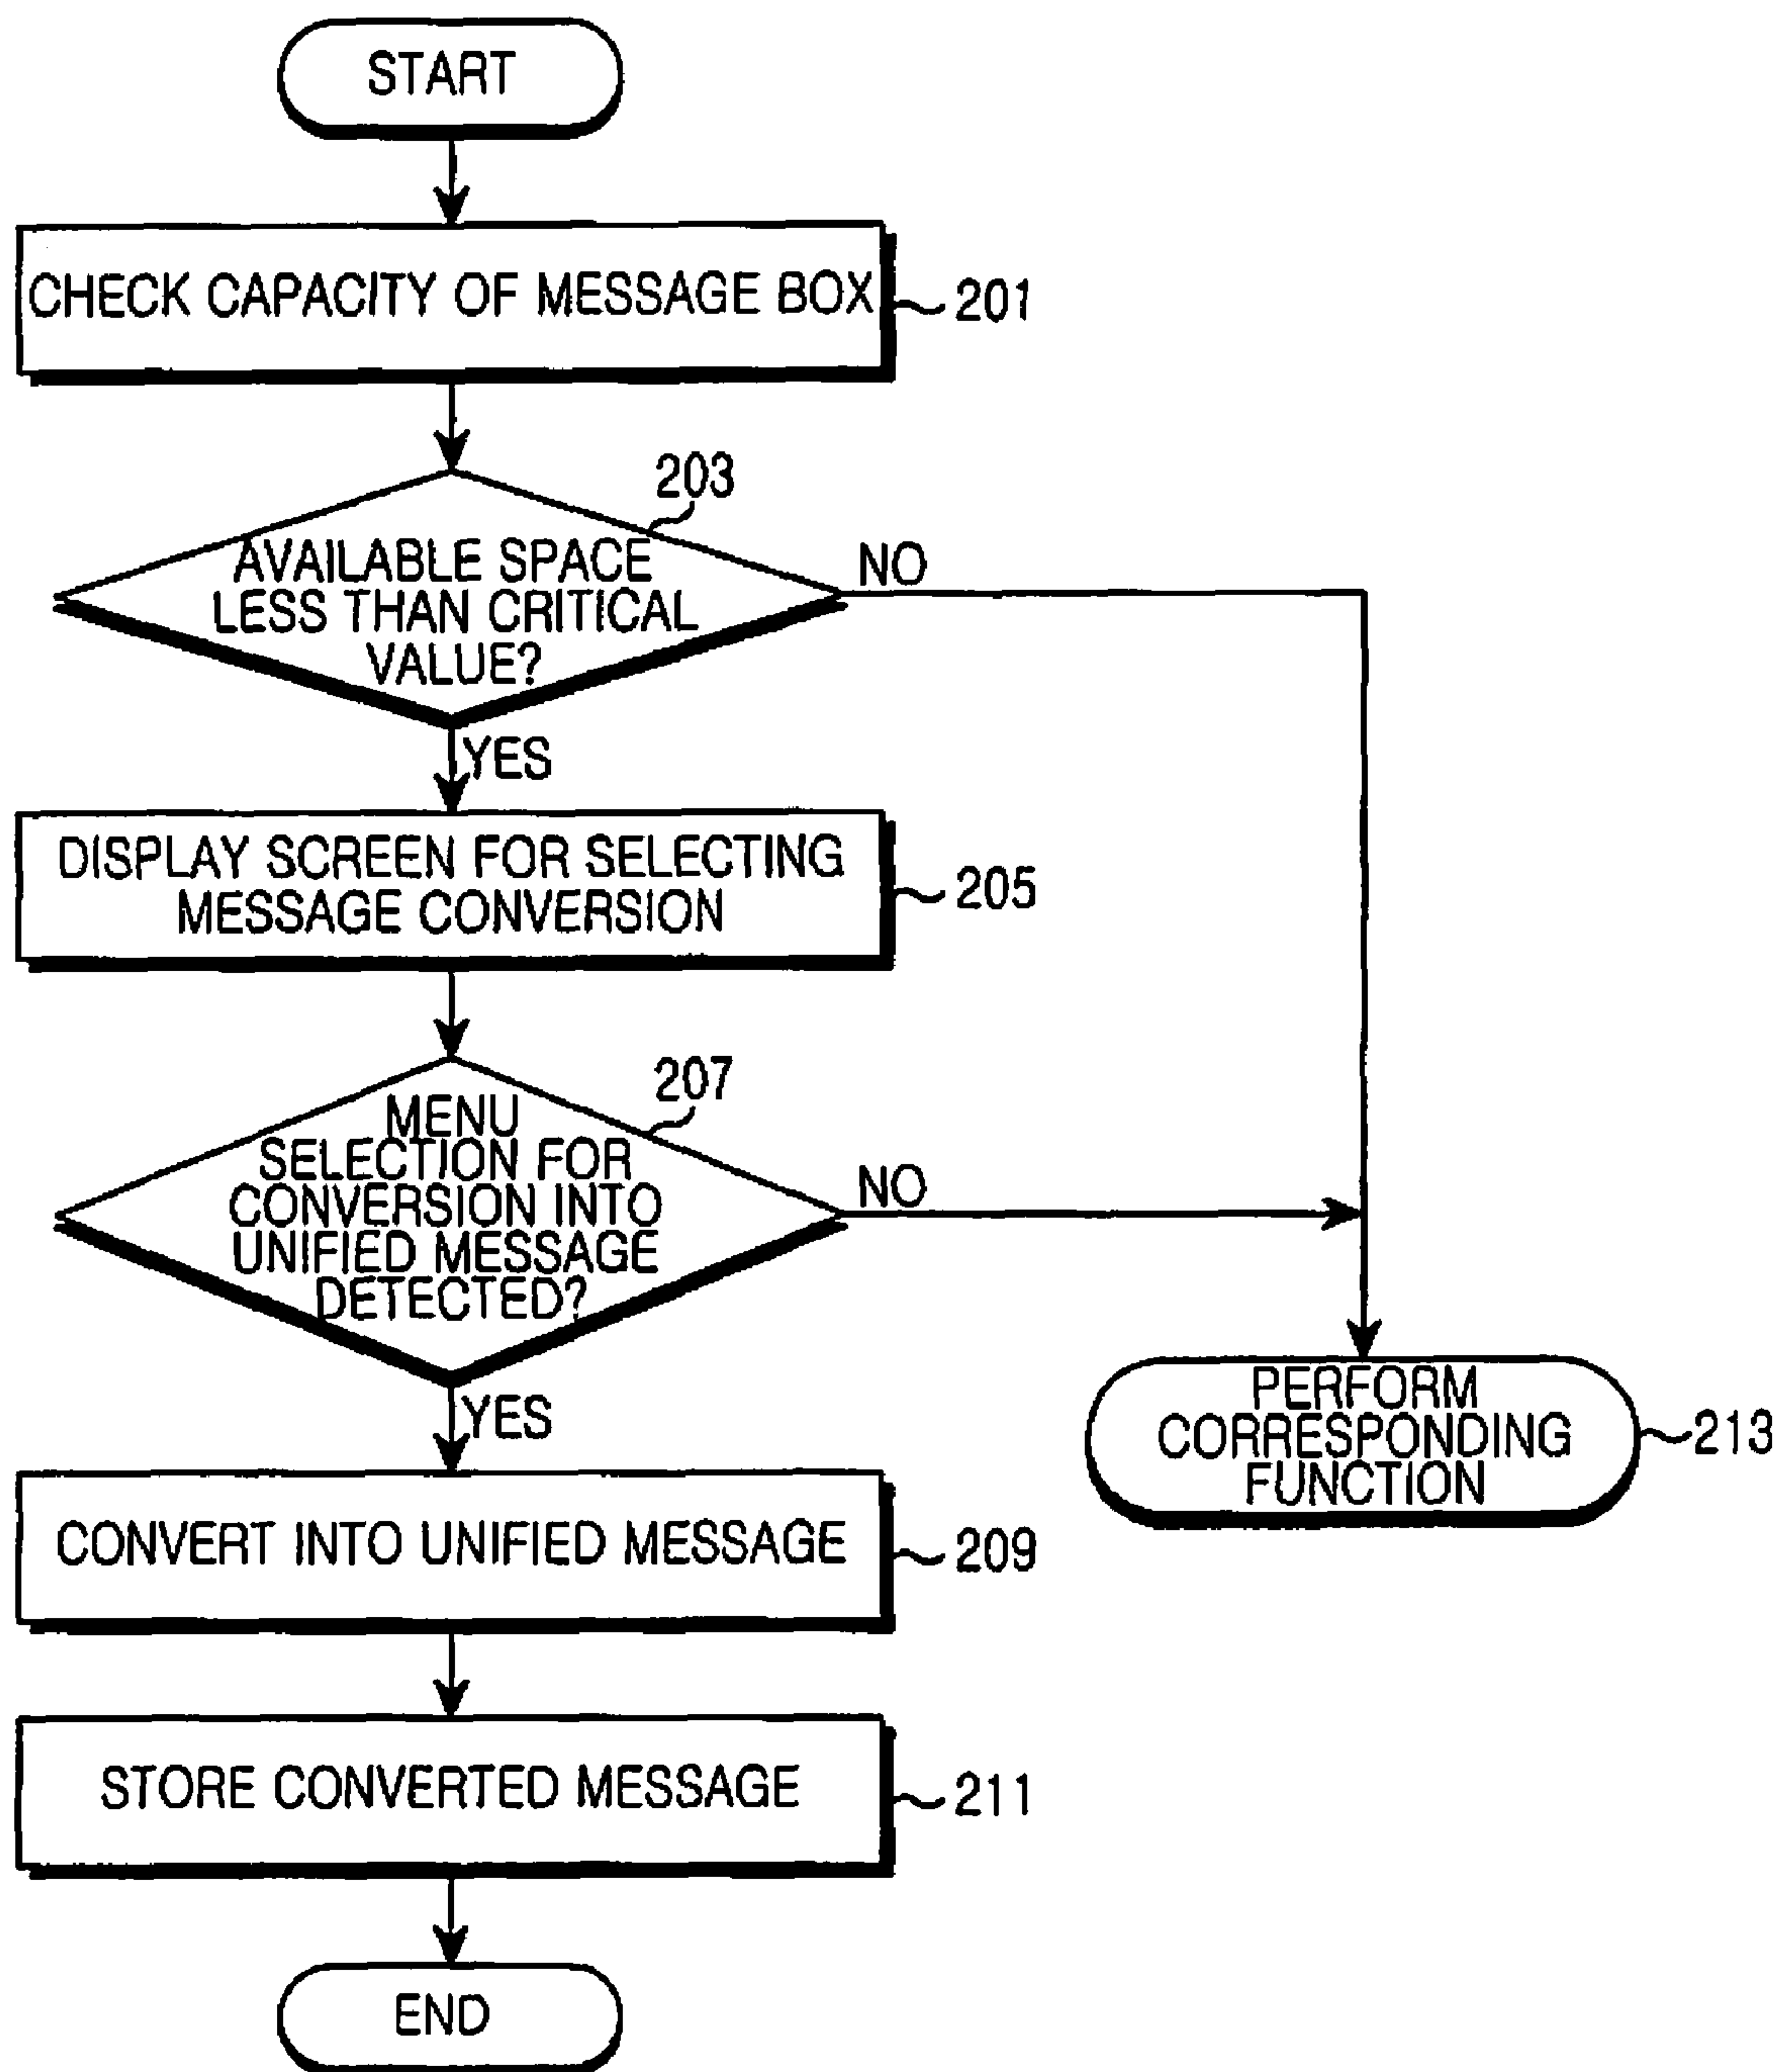 START
CHECK CAPACITY OF MESSAGE BOX
201
203
AVAILABLE SPACE
LESS THAN CRITICAL
VALUE?
NO
YES
DISPLAY SCREEN FOR SELECTING
MESSAGE CONVERSION
205
207
MENU
SELECTION FOR
CONVERSION INTO
UNIFIED MESSAGE
DETECTED?
NO
YES
PERFORM
CORRESPONDING
FUNCTION
213
CONVERT INTO UNIFIED MESSAGE
209
STORE CONVERTED MESSAGE
211
END